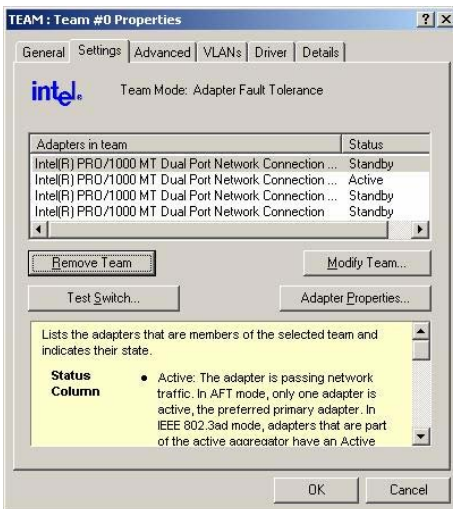 TEAM : Team #0 Properties
General Settings Advanced VLANs Driver Details
intel. Team Mode: Adapter Fault Tolerance
Adapters in team Status
Intel(R) PRO/1000 MT Dual Port Network Connection ... Standby
Intel(R) PRO/1000 MT Dual Port Network Connection ... Active
Intel(R) PRO/1000 MT Dual Port Network Connection ... Standby
Intel(R) PRO/1000 MT Dual Port Network Connection Standby
Remove Team Modify Team...
Test Switch... Adapter Properties...
Lists the adapters that are members of the selected team and
indicates their state.
Status • Active: The adapter is passing network
Column traffic. In AFT mode, only one adapter is
active, the preferred primary adapter. In
IEEE 802.3ad mode, adapters that are part
of the active aggregator have an Active
OK Cancel